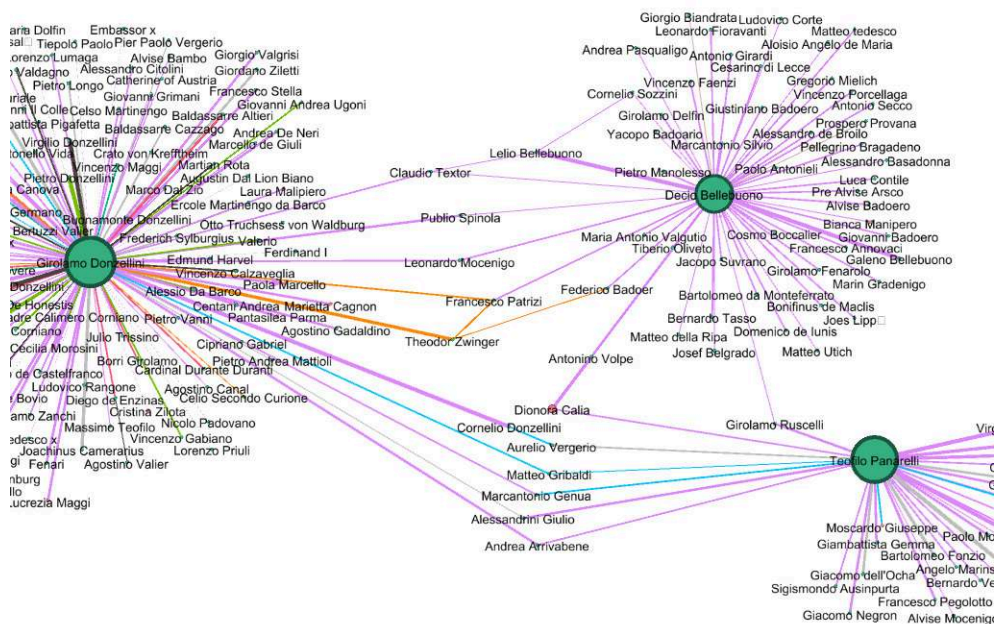 Dolfin
Embassor x
Tiepolo Paolo
Pier Paolo Vergerio
Lorenzo Lumaga
Alvise Bambo
Giorgio Valgrisi
Valdagno
Alessandro Citolini
Giordano Ziletti
Pietro Longo
Catherine of Austria
Francesco Stella
Giovanni Grimani
Giovanni Andrea Ugoni
Il Colle
Celso Martinengo
Baldassarre Altieri
Pigafetta
Baldassarre Cazzago
Andrea De Neri
Virgilio Donzellini
Marcello de Giuli
Vida
Crato von Krefftheim
Martian Rota
Vincenzo Maggi
Pietro Donzellini
Augustin Dal Lion Biano
Canova
Marco Dal Zio
Laura Malipiero
Ercole Martinengo da Barco
Germano
Buonamonte Donzellini
Otto Truchsess von Waldburg
Bertuzzi Valier
Frederich Sylburgius
Valerio
Ferdinand I
Girolamo Donzellini
Edmund Harvel
Vincenzo Calzaveglia
Donzellini
Paola Marcello
Alessio Da Barco
De Honestis
Centani Andrea Marietta Cagnon
Calimero Corniano
Pietro Vanni
Pantasilea Parma
Corniano
Agostino Gadaldino
Julio Trissino
Cipriano Gabriel
Cecilia Morosini
Borri Girolamo
Pietro Andrea Mattioli
de Castelfranco
Cardinal Durante Duranti
Ludovico Rangone
Agostino Canal
Bovio
Diego de Enzinas
Celio Secondo Curione
Zanchi
Cristina Zilota
Massimo Teofilo
Nicolo Padovano
Vincenzo Gabiano
Joachinus Camerarius
Lorenzo Priuli
Agostino Valier
Lucrezia Maggi
Giorgio Biandrata
Ludovico Corte
Leonardo Fioravanti
Matteo tedesco
Andrea Pasqualigo
Antonio Girardi
Aloisio Angelo de Maria
Cesarino di Lecce
Vincenzo Faenzi
Gregorio Mielich
Cornelio Sozzini
Vincenzo Porcellaga
Giustiniano Badoero
Antonio Secco
Girolamo Delfin
Prospero Provana
Yacopo Badoario
Alessandro de Broilo
Marcantonio Silvio
Pellegrino Bragadeno
Lelio Bellebuono
Alessandro Basadonna
Claudio Textor
Pietro Manolesso
Paolo Antonieli
Luca Contile
Decio Bellebuono
Pre Alvise Arsco
Alvise Badoero
Publio Spinola
Bianca Manipero
Maria Antonio Valgutio
Cosmo Boccalier
Giovanni Badoero
Tiberio Oliveto
Francesco Annovaci
Leonardo Mocenigo
Jacopo Suvrano
Galeno Bellebuono
Girolamo Fenarolo
Marin Gradenigo
Federico Badoer
Francesco Patrizi
Bartolomeo da Monteferrato
Bonifinus de Maclis
Bernardo Tasso
Joes Lipp
Matteo della Ripa
Domenico de Iunis
Theodor Zwinger
Josef Belgrado
Matteo Utich
Antonino Volpe
Dionora Calia
Cornelio Donzellini
Girolamo Ruscelli
Aurelio Vergerio
Teofilo Panarelli
Matteo Gribaldi
Marcantonio Genua
Alessandrini Giulio
Moscardo Giuseppe
Andrea Arrivabene
Giambattista Gemma
Bartolomeo Fonzio
Giacomo dell'Ocha
Sigismondo Ausinpurta
Francesco Pegolotto
Giacomo Negron
Alvise Mocenigo